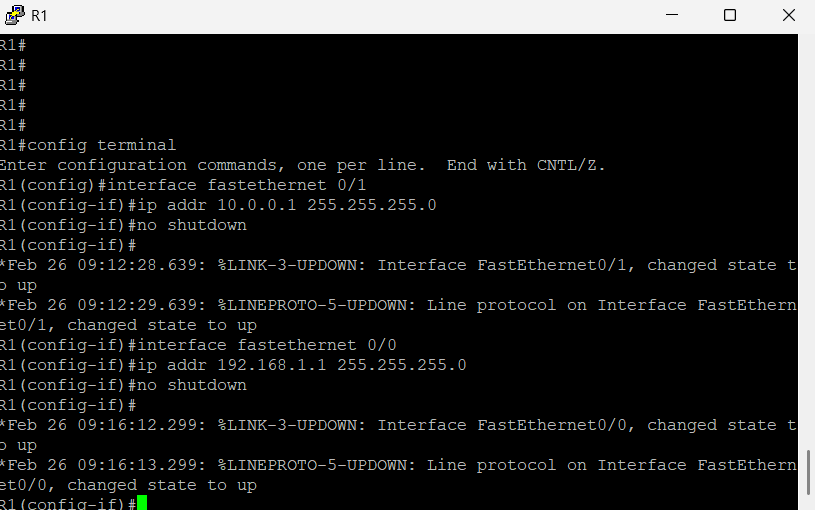 R1
R1#
R1#
R1#
R1#
R1#
R1#config terminal
Enter configuration commands, one per line.  End with CNTL/Z.
R1(config)#interface fastethernet 0/1
R1(config-if)#ip addr 10.0.0.1 255.255.255.0
R1(config-if)#no shutdown
R1(config-if)#
*Feb 26 09:12:28.639: %LINK-3-UPDOWN: Interface FastEthernet0/1, changed state t
o up
*Feb 26 09:12:29.639: %LINEPROTO-5-UPDOWN: Line protocol on Interface FastEthern
et0/1, changed state to up
R1(config-if)#interface fastethernet 0/0
R1(config-if)#ip addr 192.168.1.1 255.255.255.0
R1(config-if)#no shutdown
R1(config-if)#
*Feb 26 09:16:12.299: %LINK-3-UPDOWN: Interface FastEthernet0/0, changed state t
o up
*Feb 26 09:16:13.299: %LINEPROTO-5-UPDOWN: Line protocol on Interface FastEthern
et0/0, changed state to up
R1(config-if)#